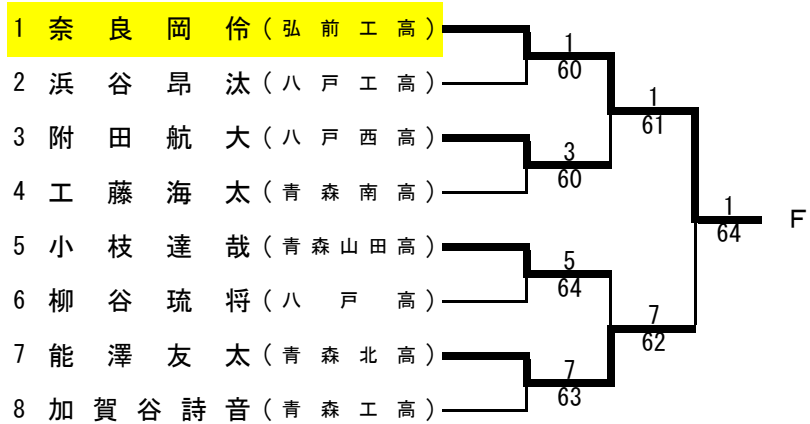 1 奈良岡伶(弘前工高)
2 浜谷昂汰(八戸工高)
3 附田航大(八戸西高)
4 工藤海太(青森南高)
5 小枝達哉(青森山田高)
6 柳谷琉将(八戸高)
7 能澤友太(青森北高)
8 加賀谷詩音(青森工高)
1
60
3
60
5
64
7
63
1
61
7
62
1
64
F